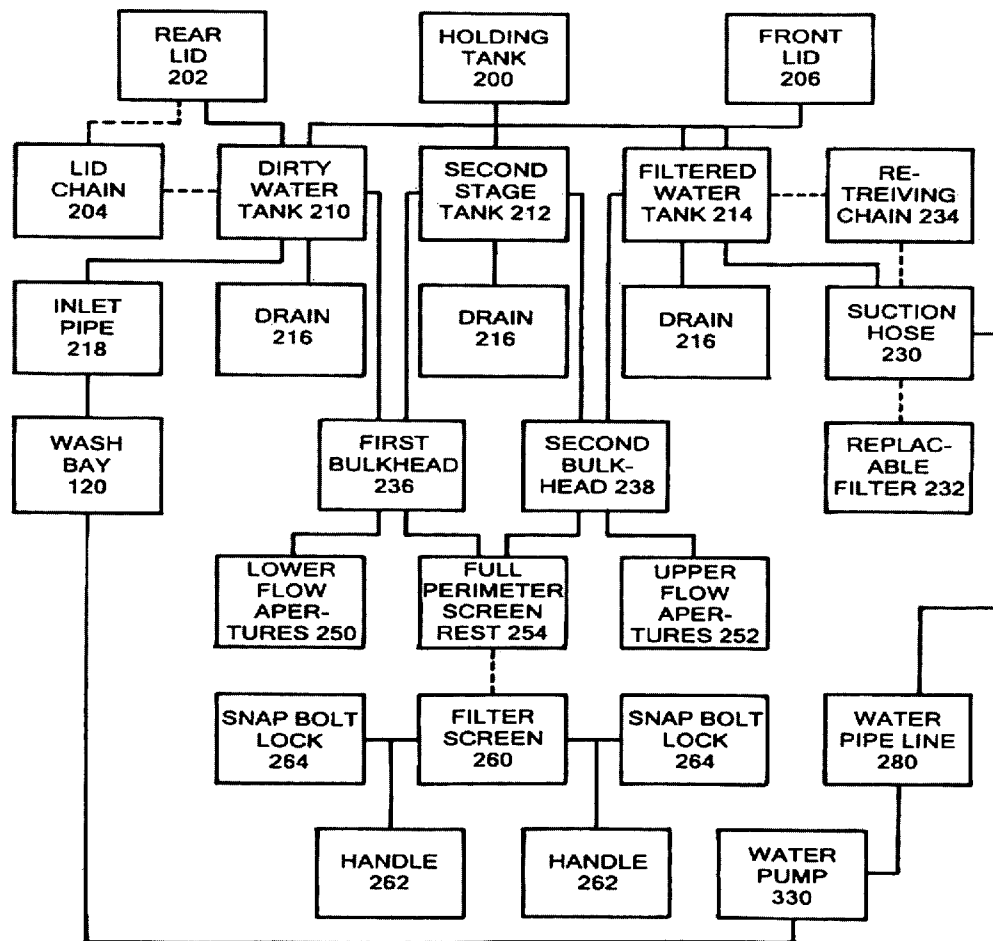 REAR
LID
202
HOLDING
TANK
200
FRONT
LID
206
LID
CHAIN
204
DIRTY
WATER
TANK 210
SECOND
STAGE
TANK 212
FILTERED
WATER
TANK 214
RE-
TREIVING
CHAIN 234
INLET
PIPE
218
DRAIN
216
DRAIN
216
DRAIN
216
SUCTION
HOSE
230
WASH
BAY
120
FIRST
BULKHEAD
236
SECOND
BULK-
HEAD 238
REPLAC-
ABLE
FILTER 232
LOWER
FLOW
APER-
TURES 250
FULL
PERIMETER
SCREEN
REST 254
UPPER
FLOW
APER-
TURES 252
SNAP BOLT
LOCK
264
FILTER
SCREEN
260
SNAP BOLT
LOCK
264
WATER
PIPE LINE
280
HANDLE
262
HANDLE
262
WATER
PUMP
330